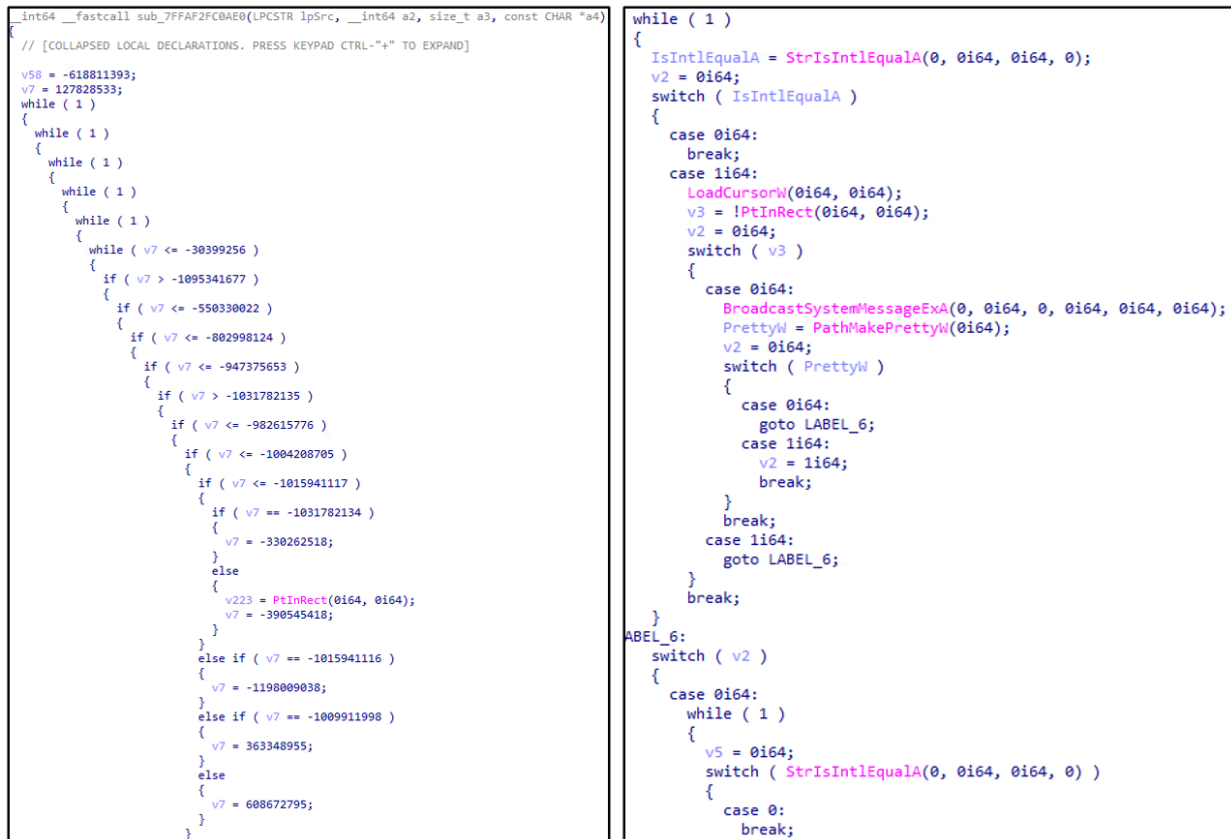 __int64 __fastcall sub_7FFAF2FC0AE0(LPCSTR lpSrc, __int64 a2, size_t a3, const CHAR *a4)
{
// [COLLAPSED LOCAL DECLARATIONS. PRESS KEYPAD CTRL-"+" TO EXPAND]
v58 = -618811393;
v7 = 127828533;
while ( 1 )
{
while ( 1 )
{
while ( 1 )
{
while ( 1 )
{
while ( 1 )
{
while ( v7 <= -30399256 )
{
if ( v7 > -1095341677 )
{
if ( v7 <= -550330022 )
{
if ( v7 <= -802998124 )
{
if ( v7 <= -947375653 )
{
if ( v7 > -1031782135 )
{
if ( v7 <= -982615776 )
{
if ( v7 <= -1004208705 )
{
if ( v7 <= -1015941117 )
{
if ( v7 == -1031782134 )
{
v7 = -330262518;
}
else
{
v223 = PtInRect(0i64, 0i64);
v7 = -390545418;
}
}
else if ( v7 == -1015941116 )
{
v7 = -1198009038;
}
else if ( v7 == -1009911998 )
{
v7 = 363348955;
}
else
{
v7 = 608672795;
}
}
while ( 1 )
{
IsIntlEqualA = StrIsIntlEqualA(0, 0i64, 0i64, 0);
v2 = 0i64;
switch ( IsIntlEqualA )
{
case 0i64:
break;
case 1i64:
LoadCursorW(0i64, 0i64);
v3 = !PtInRect(0i64, 0i64);
v2 = 0i64;
switch ( v3 )
{
case 0i64:
BroadcastSystemMessageExA(0, 0i64, 0, 0i64, 0i64, 0i64);
PrettyW = PathMakePrettyW(0i64);
v2 = 0i64;
switch ( PrettyW )
{
case 0i64:
goto LABEL_6;
case 1i64:
v2 = 1i64;
break;
}
break;
case 1i64:
goto LABEL_6;
}
break;
}
ABEL_6:
switch ( v2 )
{
case 0i64:
while ( 1 )
{
v5 = 0i64;
switch ( StrIsIntlEqualA(0, 0i64, 0i64, 0) )
{
case 0:
break;